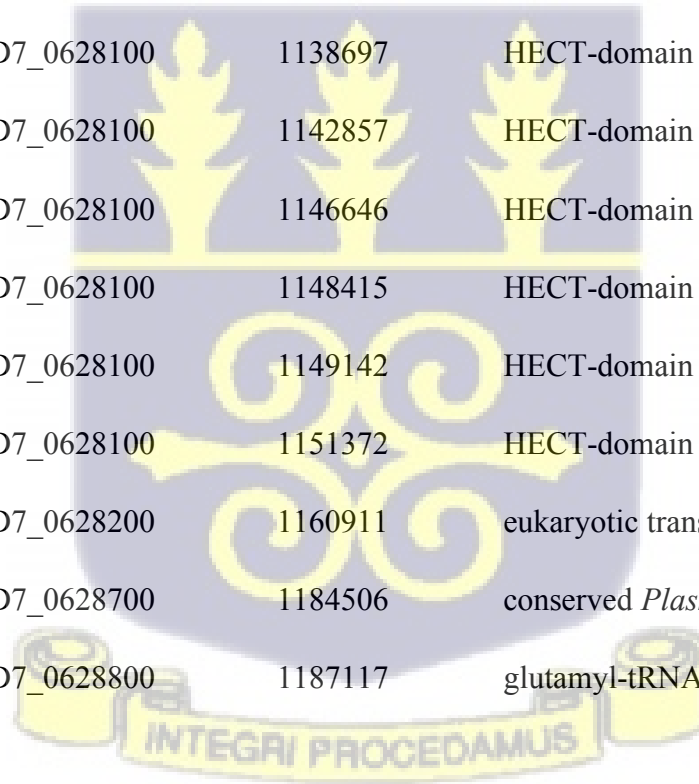 D7_0628100 1138697 HECT-domain
D7_0628100 1142857 HECT-domain
D7_0628100 1146646 HECT-domain
D7_0628100 1148415 HECT-domain
D7_0628100 1149142 HECT-domain
D7_0628100 1151372 HECT-domain
D7_0628200 1160911 eukaryotic trans
D7_0628700 1184506 conserved Plas
D7_0628800 1187117 glutamyl-tRNA
INTEGRI PROCEDAMUS